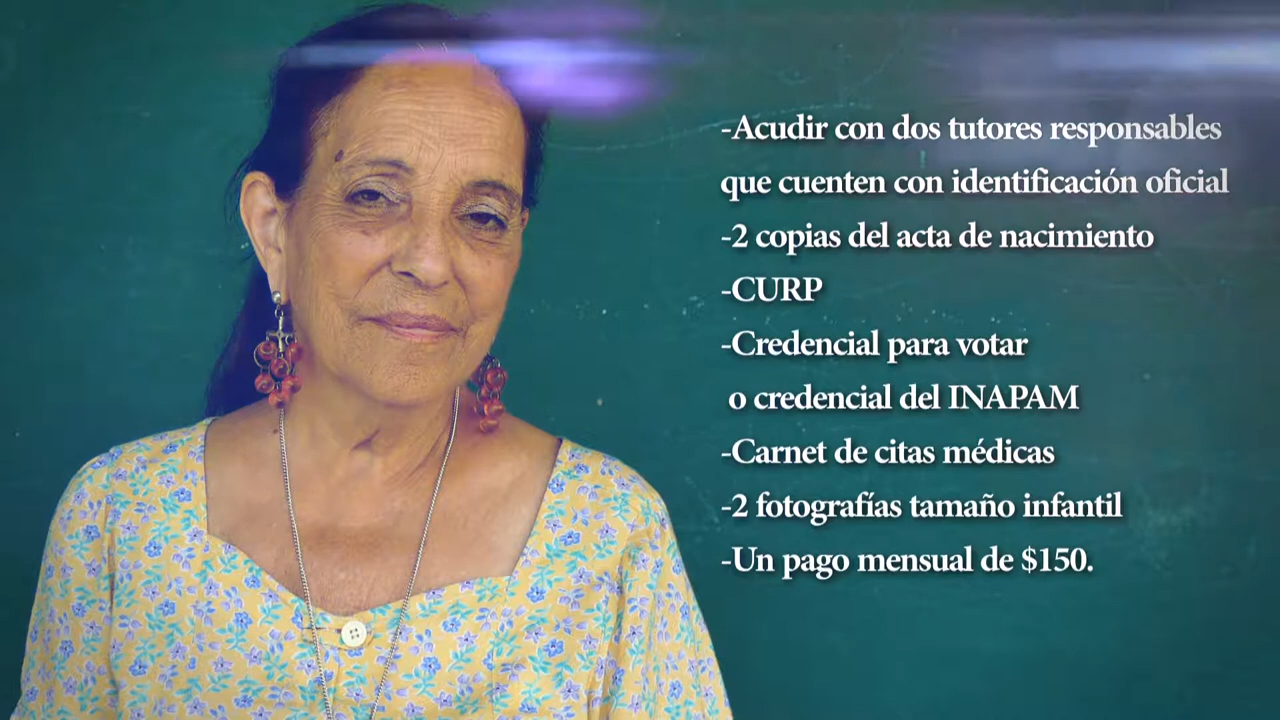 -Acudir con dos tutores responsables
que cuenten con identificación oficial
-2 copias del acta de nacimiento
-CURP
-Credencial para votar
o credencial del INAPAM
-Carnet de citas médicas
-2 fotografías tamaño infantil
-Un pago mensual de $150.